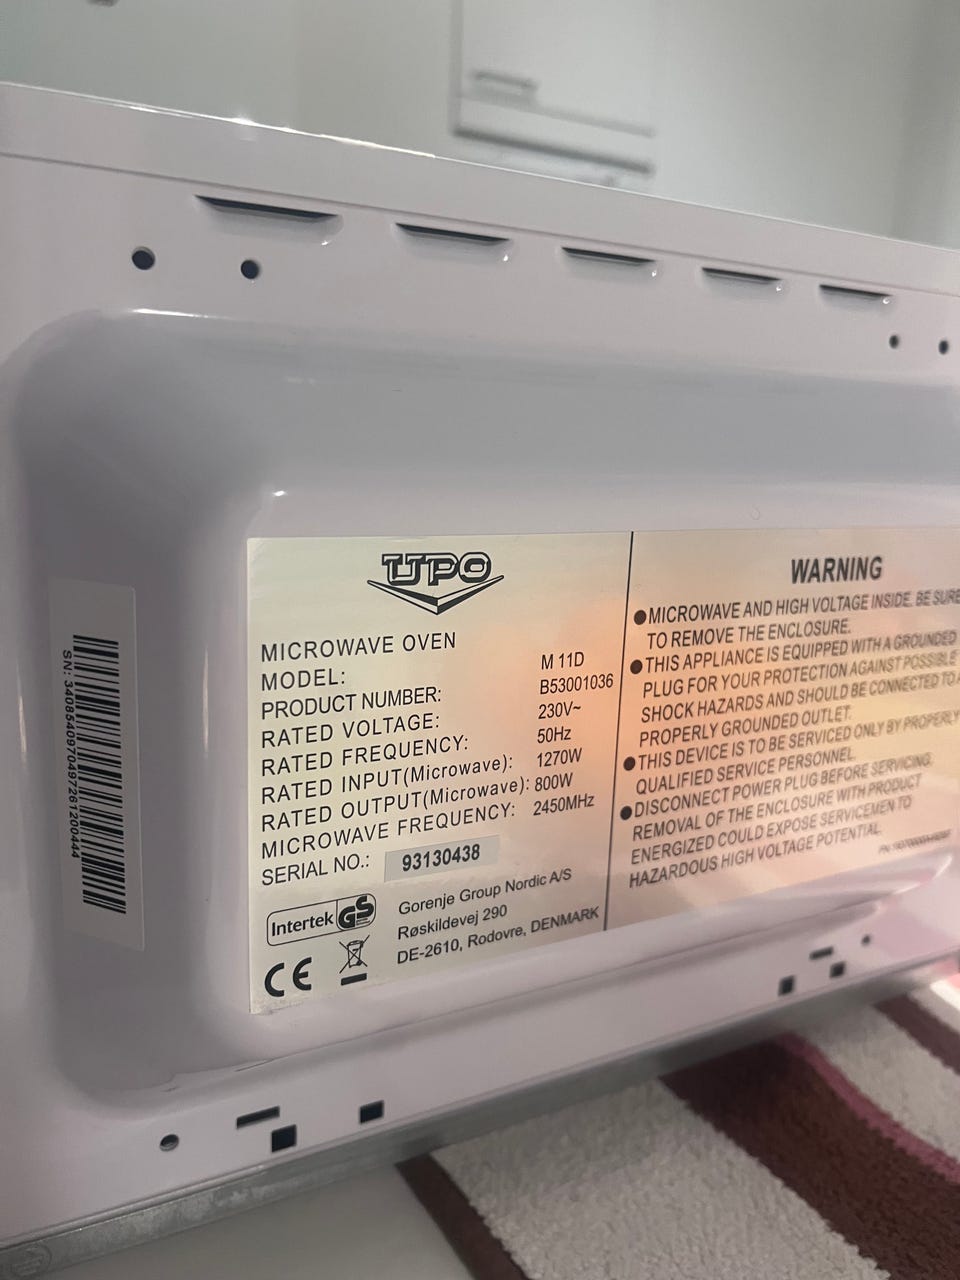 SN: 3408540970497261200444
UPO
MICROWAVE OVEN
MODEL: M 11D
PRODUCT NUMBER: B53001036
RATED VOLTAGE: 230V~
RATED FREQUENCY: 50Hz
RATED INPUT(Microwave): 1270W
RATED OUTPUT(Microwave): 800W
MICROWAVE FREQUENCY: 2450MHz
SERIAL NO.: 93130438
Intertek GS
CE
Gorenje Group Nordic A/S
Røskildevej 290
DE-2610, Rodovre, DENMARK
WARNING
●MICROWAVE AND HIGH VOLTAGE INSIDE. BE SURE
TO REMOVE THE ENCLOSURE.
●THIS APPLIANCE IS EQUIPPED WITH A GROUNDED
PLUG FOR YOUR PROTECTION AGAINST POSSIBLE
SHOCK HAZARDS AND SHOULD BE CONNECTED TO A
PROPERLY GROUNDED OUTLET.
●THIS DEVICE IS TO BE SERVICED ONLY BY PROPERLY
QUALIFIED SERVICE PERSONNEL.
●DISCONNECT POWER PLUG BEFORE SERVICING.
REMOVAL OF THE ENCLOSURE WITH PRODUCT
ENERGIZED COULD EXPOSE SERVICEMEN TO
HAZARDOUS HIGH VOLTAGE POTENTIAL.